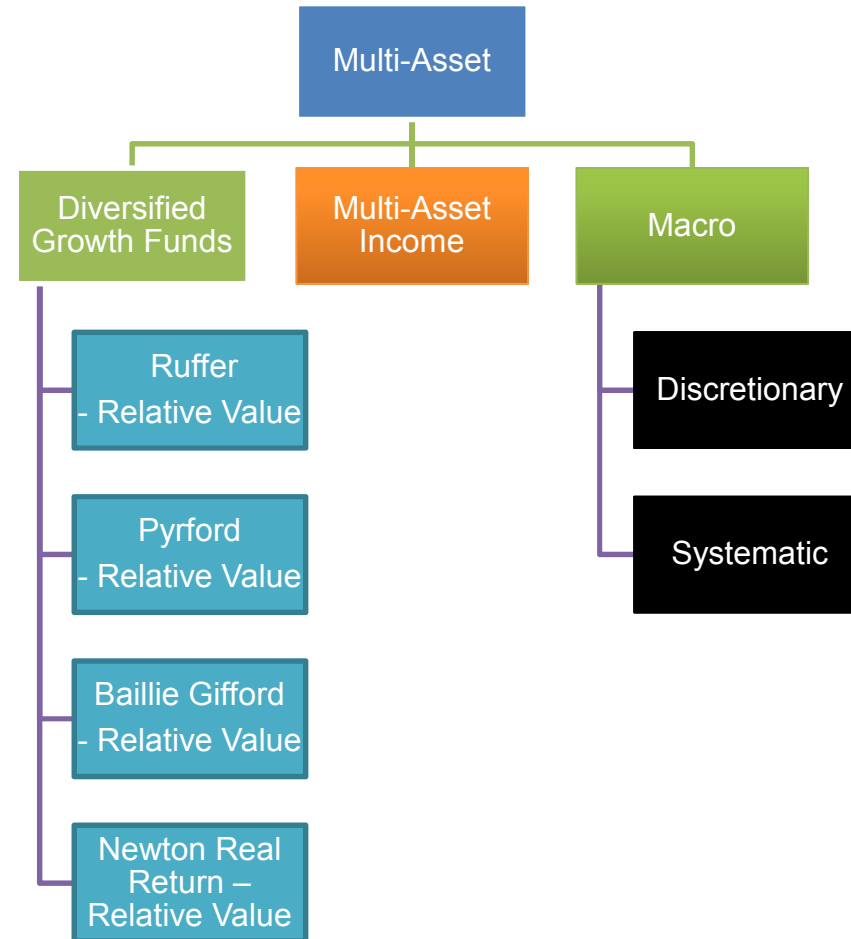 Multi-Asset
Diversified
Growth Funds
Multi-Asset
Income
Macro
Ruffer
- Relative Value
Pyrford
- Relative Value
Baillie Gifford
- Relative Value
Newton Real
Return –
Relative Value
Discretionary
Systematic